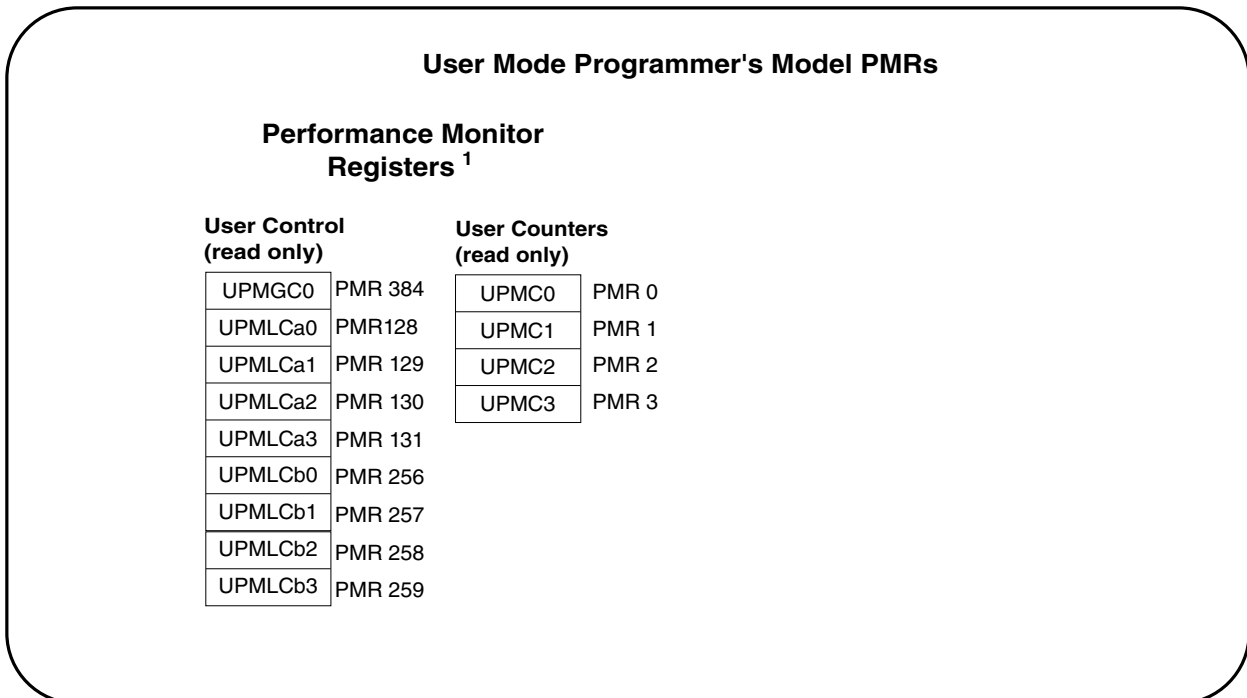 User Mode Programmer's Model PMRs
Performance Monitor
Registers 1
User Control
(read only)
UPMGC0 PMR 384
UPMLCa0 PMR128
UPMLCa1 PMR 129
UPMLCa2 PMR 130
UPMLCa3 PMR 131
UPMLCb0 PMR 256
UPMLCb1 PMR 257
UPMLCb2 PMR 258
UPMLCb3 PMR 259
User Counters
(read only)
UPMC0 PMR 0
UPMC1 PMR 1
UPMC2 PMR 2
UPMC3 PMR 3